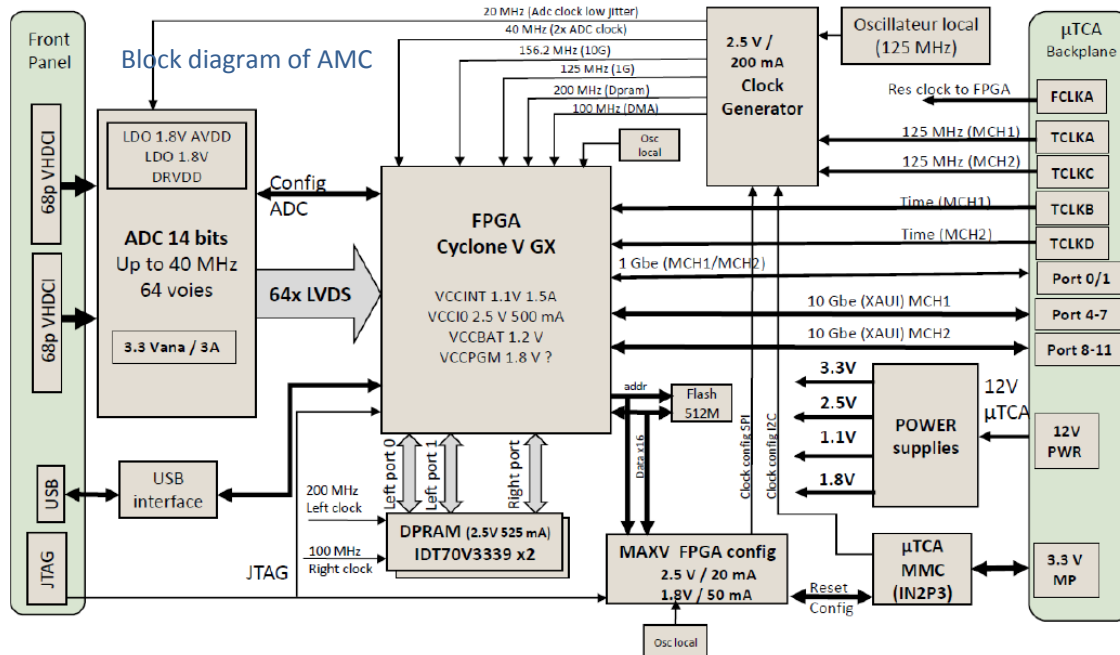 Front
Panel
Block diagram of AMC
20 MHz (Adc clock low jitter)
40 MHz (2x ADC clock)
156.2 MHz (10G)
125 MHz (1G)
200 MHz (Dpram)
100 MHz (DMA)
2.5 V /
200 mA
Clock
Generator
Oscillateur local
(125 MHz)
µTCA
Backplane
Res clock to FPGA
FCLKA
125 MHz (MCH1)
TCLKA
125 MHz (MCH2)
TCLKC
Time (MCH1)
TCLKB
Time (MCH2)
TCLKD
1 Gbe (MCH1/MCH2)
Port 0/1
10 Gbe (XAUI) MCH1
Port 4-7
10 Gbe (XAUI) MCH2
Port 8-11
Osc
local
68p VHDCI
68p VHDCI
LDO 1.8V AVDD
LDO 1.8V
DRVDD
ADC 14 bits
Up to 40 MHz
64 voies
3.3 Vana / 3A
Config
ADC
64x LVDS
FPGA
Cyclone V GX
VCCINT 1.1V 1.5A
VCCI0 2.5 V 500 mA
VCCBAT 1.2 V
VCCPGM 1.8 V ?
addr
Flash
512M
Data x16
Clock config SPI
Clock config I2C
3.3V
2.5V
1.1V
1.8V
POWER
supplies
12V
µTCA
12V
PWR
USB
USB
interface
Left port 0
Left port 1
Right port
200 MHz
Left clock
100 MHz
Right clock
DPRAM (2.5V 525 mA)
IDT70V3339 x2
JTAG
JTAG
MAXV FPGA config
2.5 V / 20 mA
1.8V / 50 mA
Osc local
Reset
Config
µTCA
MMC
(IN2P3)
3.3 V
MP